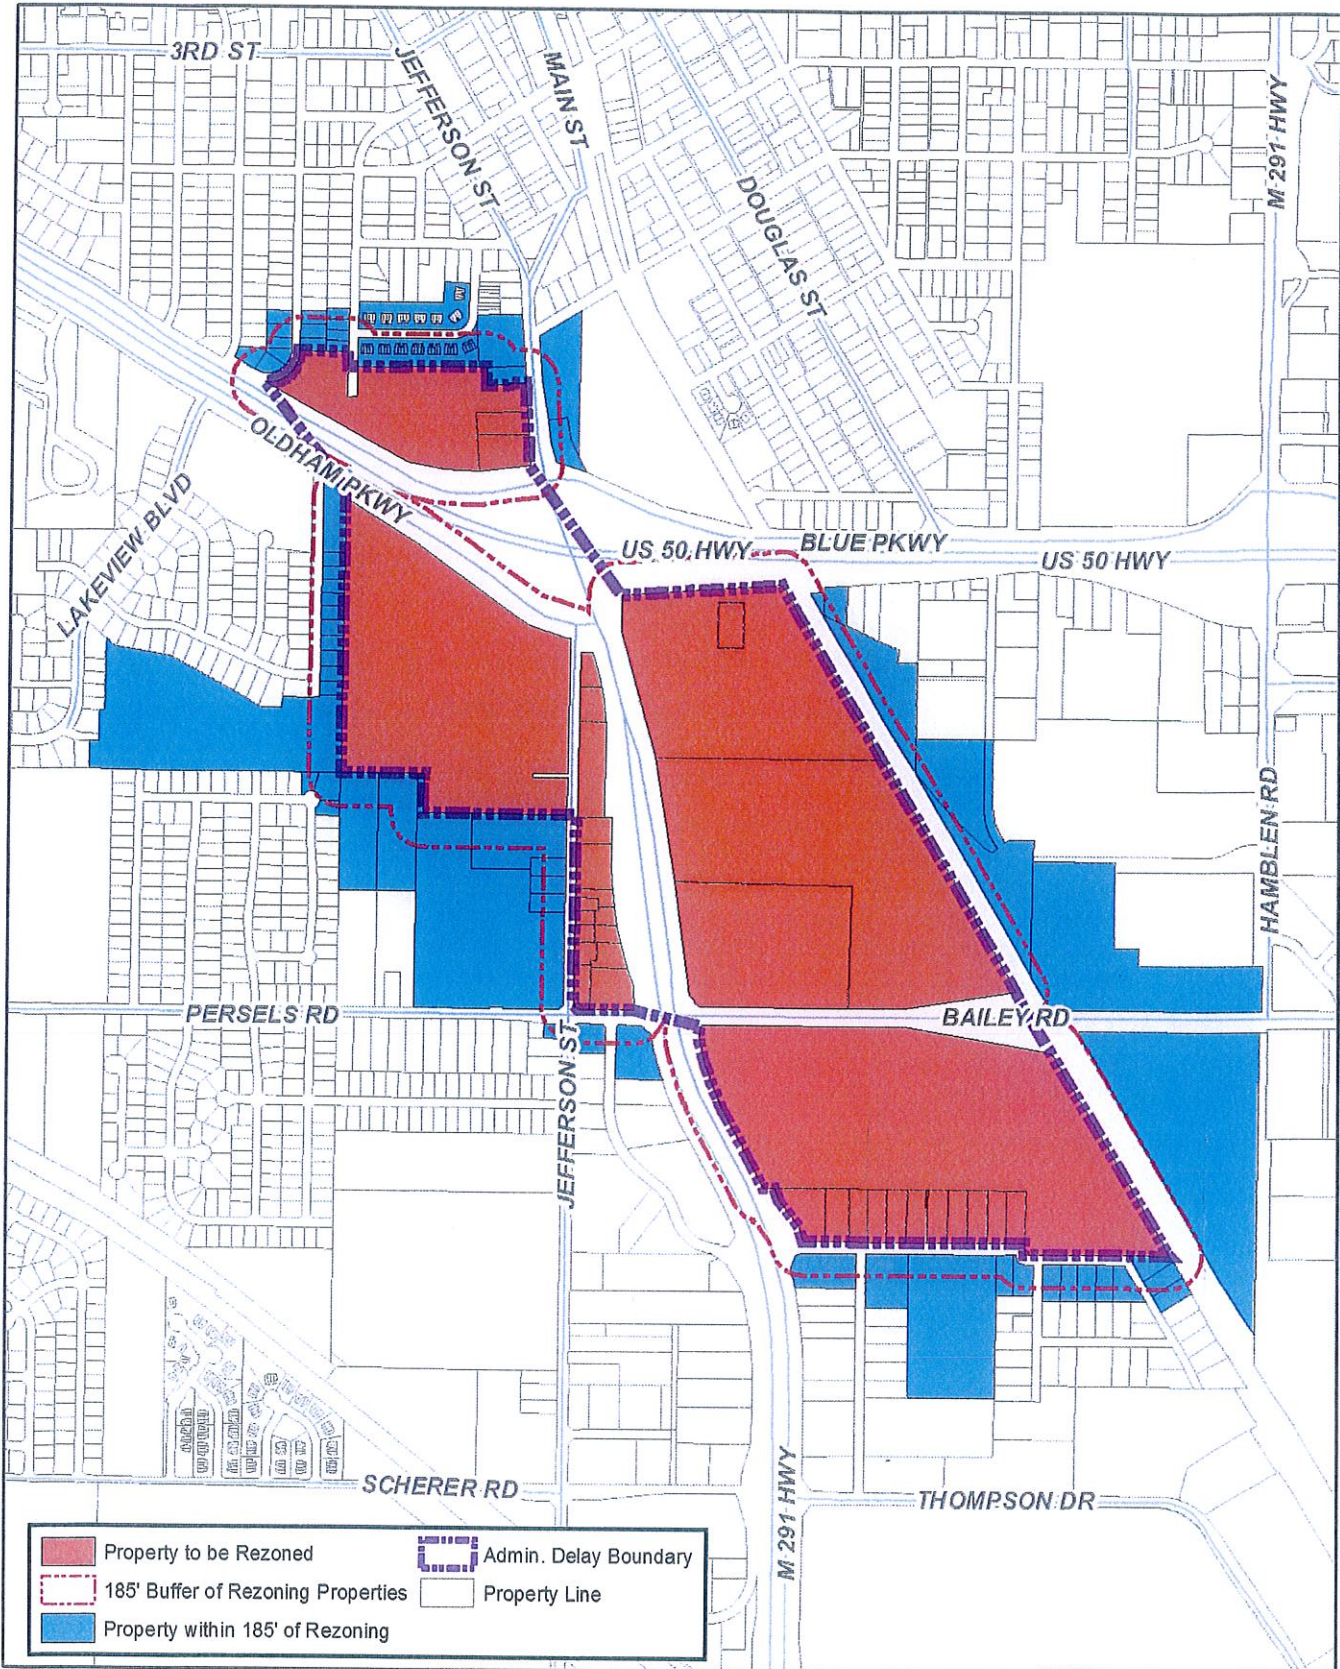 3RD ST
JEFFERSON ST
MAIN ST
M-291 HWY
DOUGLAS ST
OLDHAM PKWY
LAKEVIEW BLVD
US 50 HWY
BLUE PKWY
US 50 HWY
HAMBLEN RD
PERSELS RD
BAILEY RD
JEFFERSON ST
SCHERER RD
M-291 HWY
THOMPSON DR
Property to be Rezoned
Admin. Delay Boundary
185' Buffer of Rezoning Properties
Property Line
Property within 185' of Rezoning